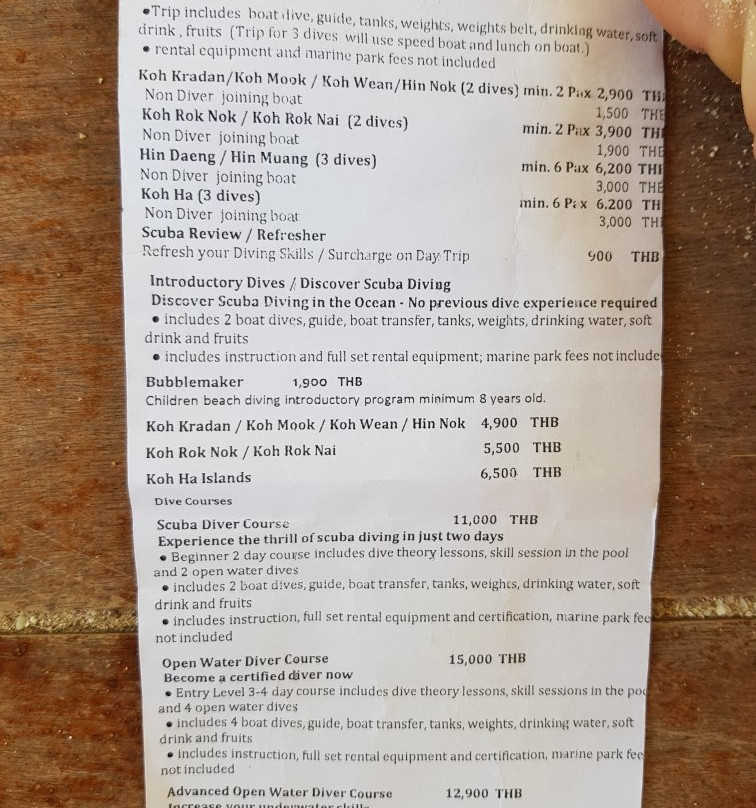 •Trip includes boat dive, guide, tanks, weights, weights belt, drinking water, soft
drink , fruits (Trip for 3 dives will use speed boat and lunch on boat.)
• rental equipment and marine park fees not included
Koh Kradan/Koh Mook / Koh Wean/Hin Nok (2 dives) min. 2 Pax 2,900 TH
Non Diver joining boat 1,500 THB
Koh Rok Nok / Koh Rok Nai (2 dives) min. 2 Pax 3,900 TH
Non Diver joining boat 1,900 THB
Hin Daeng / Hin Muang (3 dives) min. 6 Pax 6,200 TH
Non Diver joining boat 3,000 THB
Koh Ha (3 dives) min. 6 Pax 6.200 TH
Non Diver joining boat 3,000 TH
Scuba Review / Refresher
Refresh your Diving Skills / Surcharge on Day Trip 900 THB
Introductory Dives / Discover Scuba Diving
Discover Scuba Diving in the Ocean - No previous dive experience required
• includes 2 boat dives, guide, boat transfer, tanks, weights, drinking water, soft
drink and fruits
• includes instruction and full set rental equipment; marine park fees not include
Bubblemaker 1,900 THB
Children beach diving introductory program minimum 8 years old.
Koh Kradan / Koh Mook / Koh Wean / Hin Nok 4,900 THB
Koh Rok Nok / Koh Rok Nai 5,500 THB
Koh Ha Islands 6,500 THB
Dive Courses
Scuba Diver Course 11,000 THB
Experience the thrill of scuba diving in just two days
• Beginner 2 day course includes dive theory lessons, skill session in the pool
and 2 open water dives
• includes 2 boat dives, guide, boat transfer, tanks, weights, drinking water, soft
drink and fruits
• includes instruction, full set rental equipment and certification, marine park fee
not included
Open Water Diver Course 15,000 THB
Become a certified diver now
• Entry Level 3-4 day course includes dive theory lessons, skill sessions in the poo
and 4 open water dives
• includes 4 boat dives, guide, boat transfer, tanks, weights, drinking water, soft
drink and fruits
• includes instruction, full set rental equipment and certification, marine park fee
not included
Advanced Open Water Diver Course 12,900 THB
Increase your underwater skills